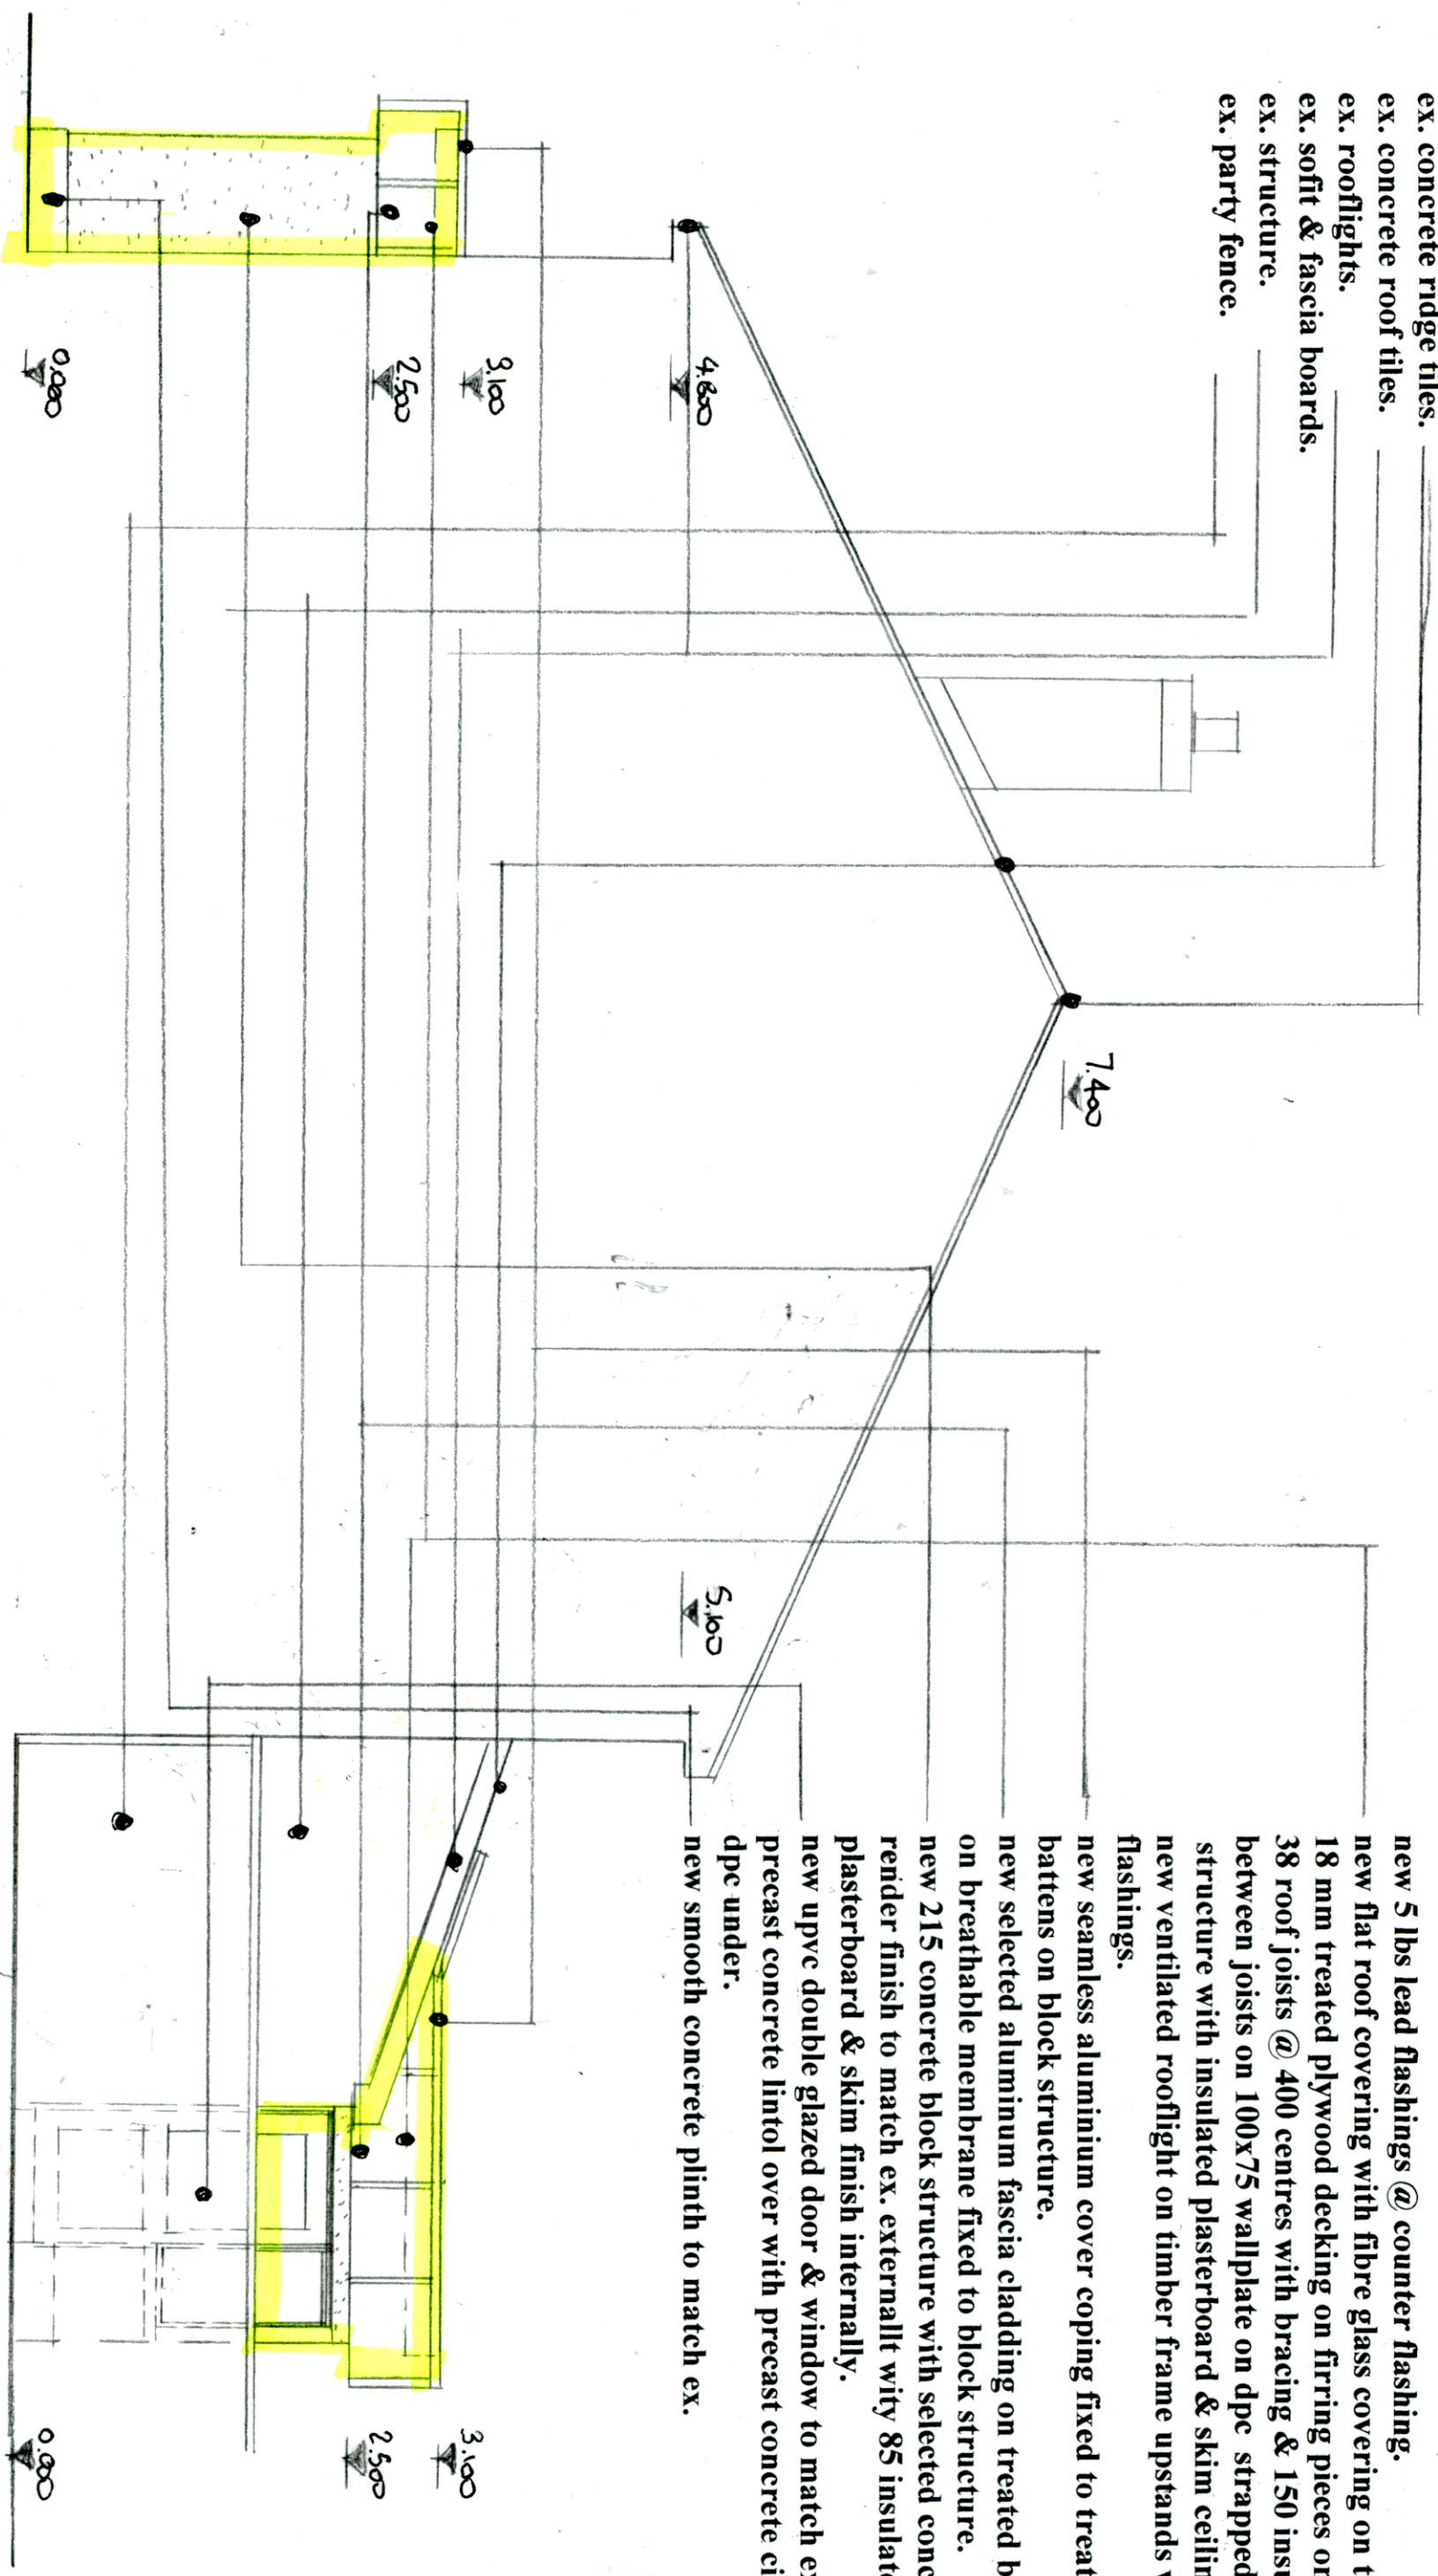 ex. concrete ridge tiles.
ex. concrete roof tiles.
ex. rooflights.
ex. sofit & fascia boards.
ex. structure.
ex. party fence.
new 5 lbs lead flashings @ counter flashing.
new flat roof covering with fibre glass covering on
18 mm treated plywood decking on firring pieces
38 roof joists @ 400 centres with bracing & 150
between joists on 100x75 wallplate on dpc strapped
structure with insulated plasterboard & skim
new ventilated rooflight on timber frame upstands
flashings.
new seamless aluminium cover coping fixed to
battens on block structure.
new selected aluminum fascia cladding on treated
on breathable membrane fixed to block structure.
new 215 concrete block structure with selected
render finish to match ex. externallt wity 85
plasterboard & skim finish internally.
new upvc double glazed door & window to match
precast concrete lintol over with precast concrete
dpc under.
new smooth concrete plinth to match ex.
7.400
4.800
5.100
3.100
2.500
0.000
3.100
2.500
0.000